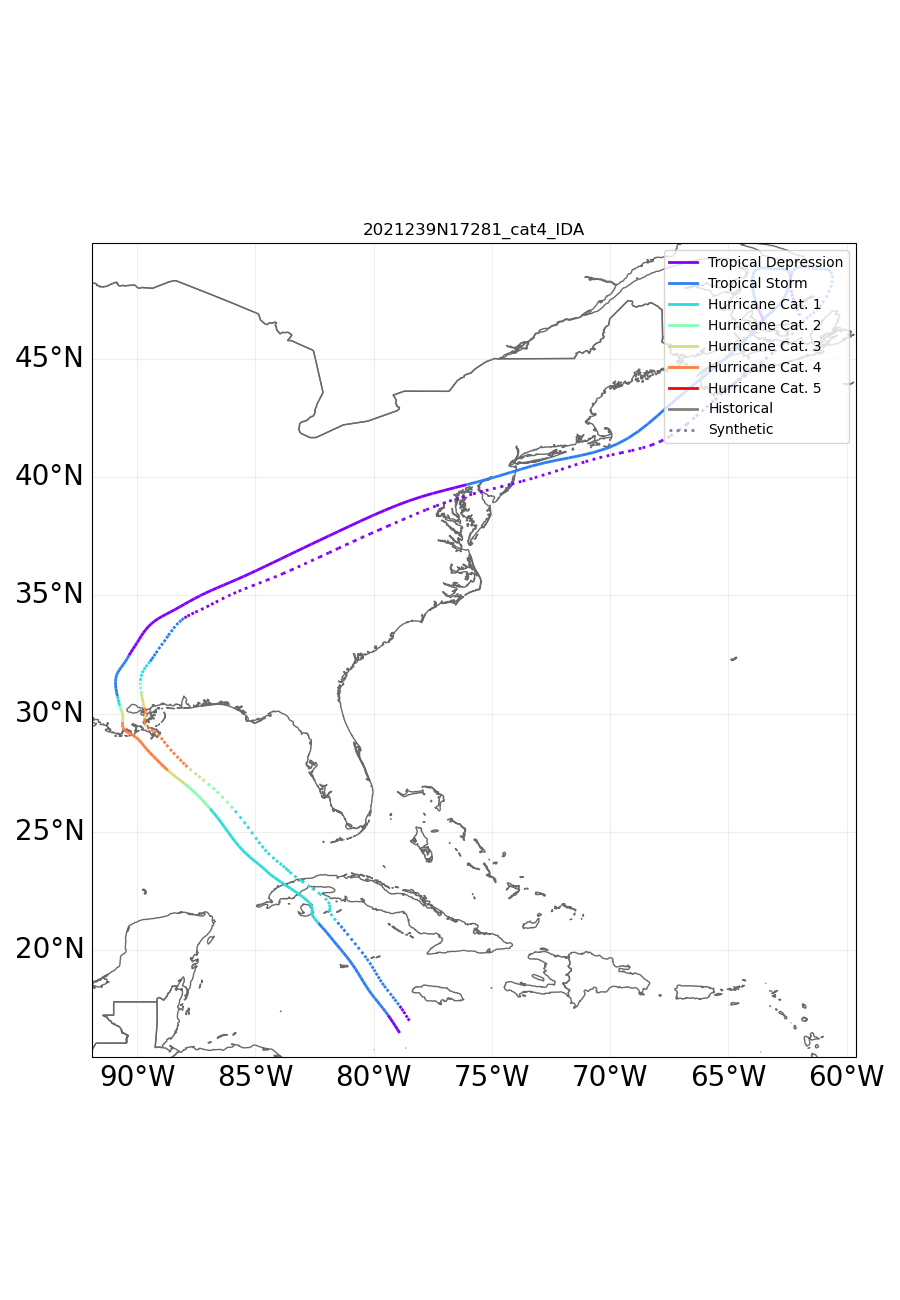 2021239N17281_cat4_IDA
Tropical Depression
Tropical Storm
Hurricane Cat. 1
Hurricane Cat. 2
Hurricane Cat. 3
Hurricane Cat. 4
Hurricane Cat. 5
Historical
Synthetic
45°N
40°N
35°N
30°N
25°N
20°N
90°W 85°W 80°W 75°W 70°W 65°W 60°W